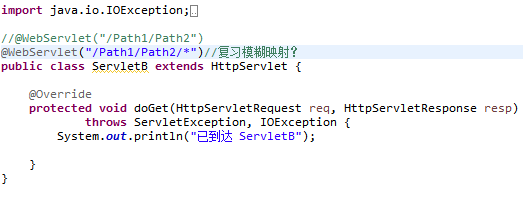 import java.io.IOException;
//@WebServlet("/Path1/Path2")
@WebServlet("/Path1/Path2/*")//复习模糊映射？
public class ServletB extends HttpServlet {
@Override
protected void doGet(HttpServletRequest req, HttpServletResponse resp)
throws ServletException, IOException {
System.out.println("已到达 ServletB");
}
}